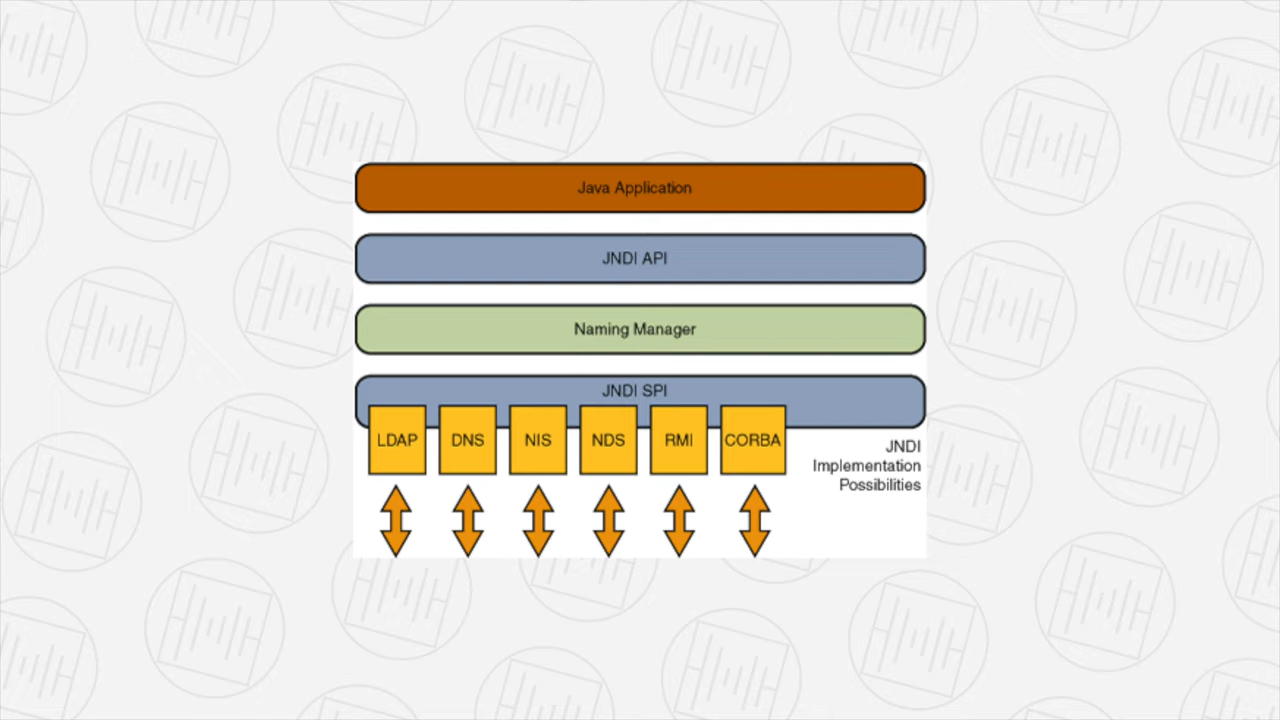 Java Application
JNDI API
Naming Manager
JNDI SPI
LDAP
DNS
NIS
NDS
RMI
CORBA
JNDI
Implementation
Possibilities